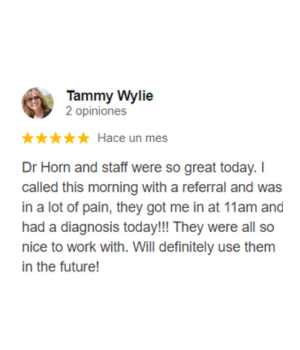 Tammy Wylie
2 opiniones
Hace un mes
Dr Horn and staff were so great today. I
called this morning with a referral and was
in a lot of pain, they got me in at 11am and
had a diagnosis today!!! They were all so
nice to work with. Will definitely use them
in the future!